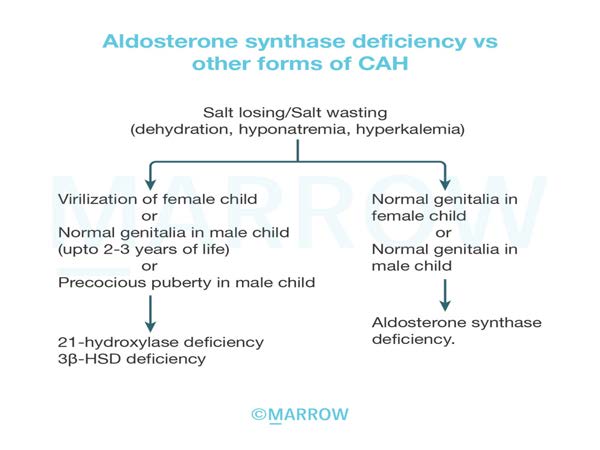 Aldosterone synthase deficiency vs
other forms of CAH
Salt losing/Salt wasting
(dehydration, hyponatremia, hyperkalemia)
Virilization of female child
or
Normal genitalia in male child
(upto 2-3 years of life)
or
Precocious puberty in male child
21-hydroxylase deficiency
3β-HSD deficiency
Normal genitalia in
female child
or
Normal genitalia in
male child
Aldosterone synthase
deficiency.
MARROW
©MARROW